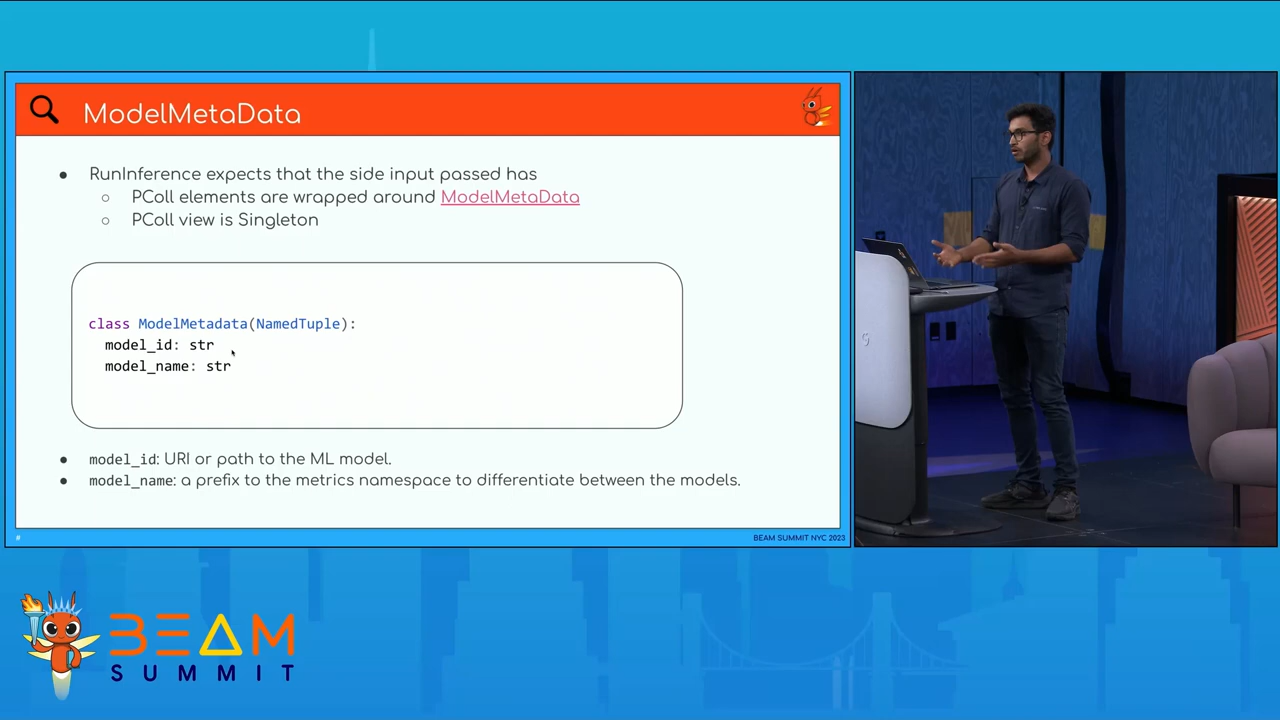 ModelMetaData
● RunInference expects that the side input passed has
○ PColl elements are wrapped around ModelMetaData
○ PColl view is Singleton
class ModelMetadata(NamedTuple):
model_id: str
model_name: str
● model_id: URI or path to the ML model.
● model_name: a prefix to the metrics namespace to differentiate between the models.
#
BEAM SUMMIT NYC 2023
BEAM
SUMMIT